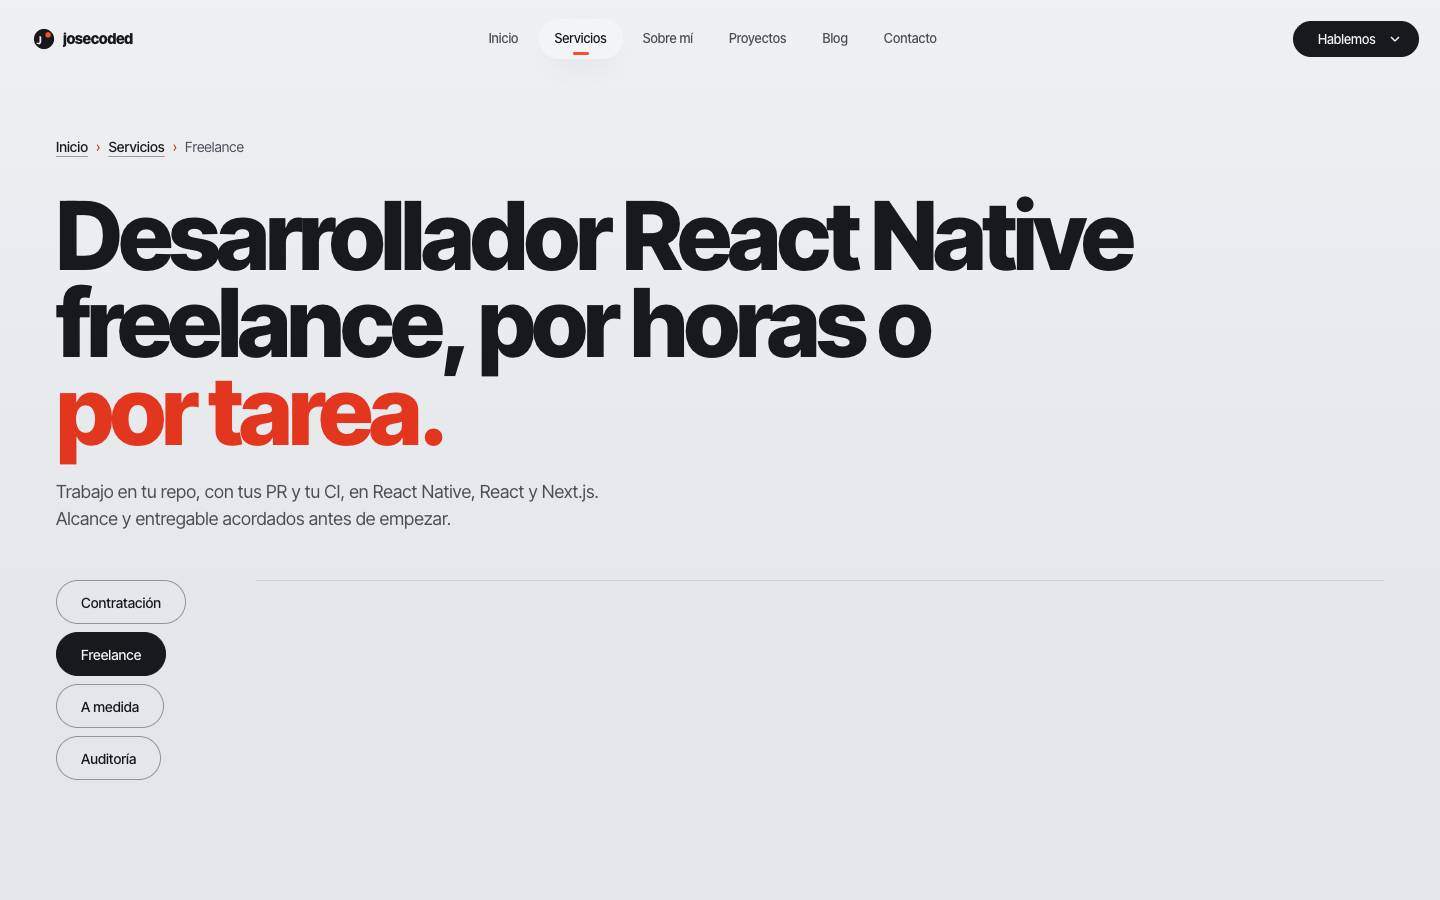 josecoded
Inicio
Servicios
Sobre mí
Proyectos
Blog
Contacto
Hablemos
Inicio › Servicios › Freelance
Desarrollador React Native
freelance, por horas o
por tarea.
Trabajo en tu repo, con tus PR y tu CI, en React Native, React y Next.js.
Alcance y entregable acordados antes de empezar.
Contratación
Freelance
A medida
Auditoría